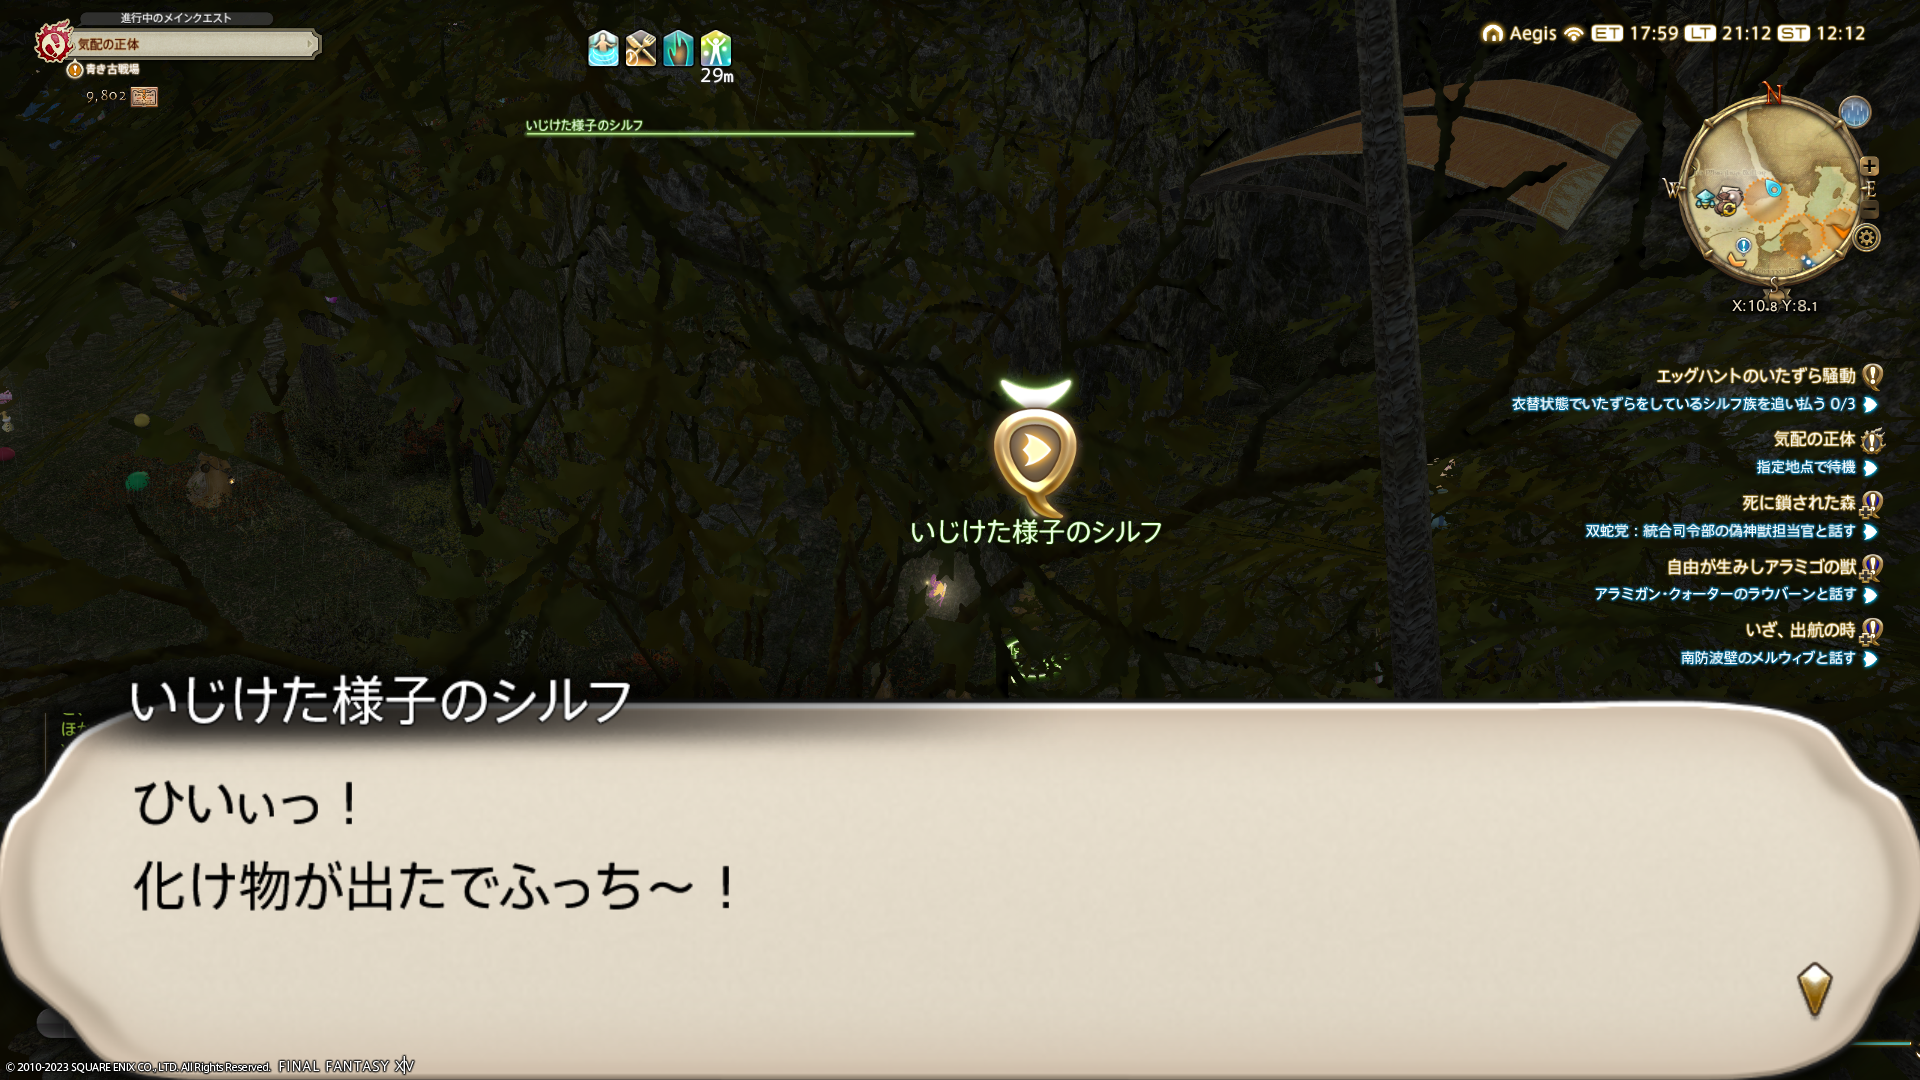 進行中のメインクエスト
気配の正体
青き古戦場
9,802
29m
いじけた様子のシルフ
Aegis ET 17:59 LT 21:12 ST 12:12
N
W
E
S
X:10.8 Y:8.1
エッグハントのいたずら騒動
衣替状態でいたずらをしているシルフ族を追い払う 0/3
気配の正体
指定地点で待機
死に鎖された森
双蛇党：統合司令部の偽神獣担当官と話す
自由が生みしアラミゴの獣
アラミガン・クォーターのラウバーンと話す
いざ、出航の時
南防波壁のメルウィブと話す
いじけた様子のシルフ
いじけた様子のシルフ
ひいぃっ！
化け物が出たでふっち～！
© 2010-2023 SQUARE ENIX CO., LTD. All Rights Reserved. FINAL FANTASY XIV